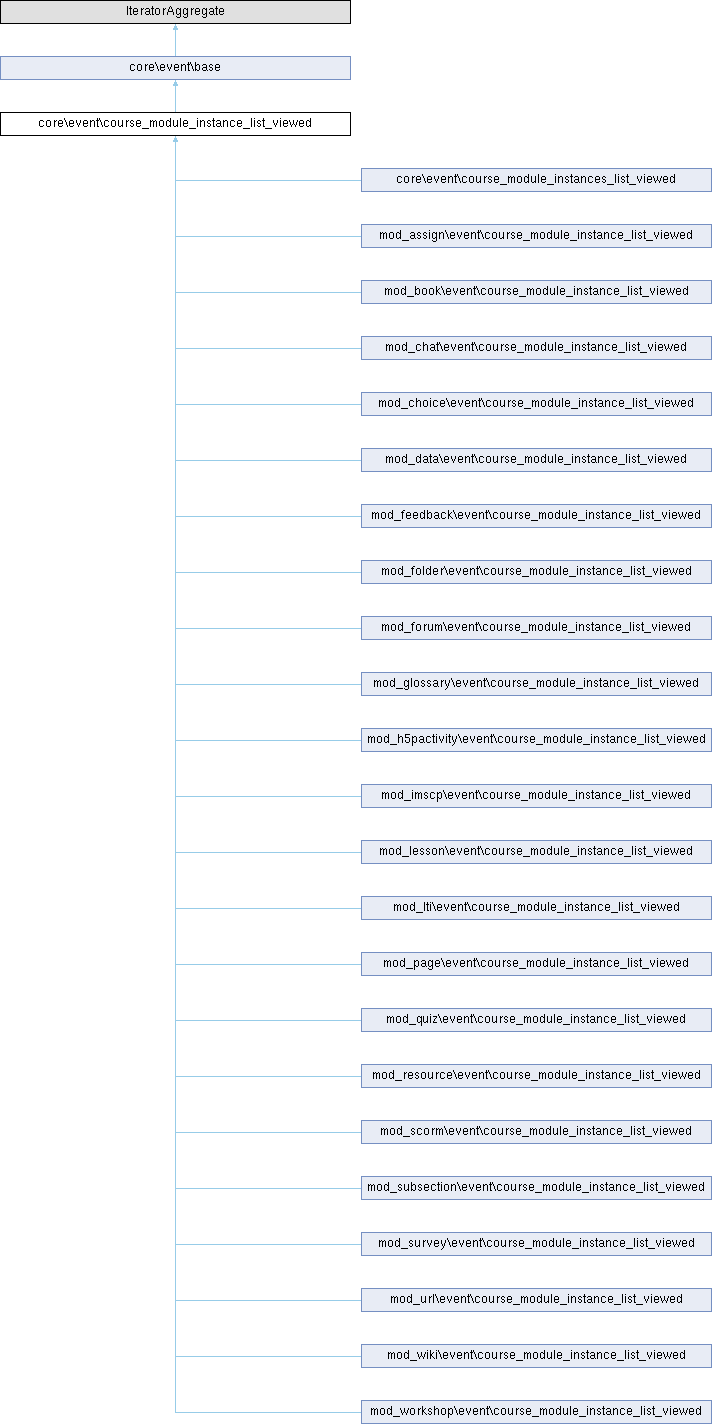 IteratorAggregate
core\event\base
core\event\course_module_instance_list_viewed
core\event\course_module_instances_list_viewed
mod_assign\event\course_module_instance_list_viewed
mod_book\event\course_module_instance_list_viewed
mod_chat\event\course_module_instance_list_viewed
mod_choice\event\course_module_instance_list_viewed
mod_data\event\course_module_instance_list_viewed
mod_feedback\event\course_module_instance_list_viewed
mod_folder\event\course_module_instance_list_viewed
mod_forum\event\course_module_instance_list_viewed
mod_glossary\event\course_module_instance_list_viewed
mod_h5pactivity\event\course_module_instance_list_viewed
mod_imscp\event\course_module_instance_list_viewed
mod_lesson\event\course_module_instance_list_viewed
mod_lti\event\course_module_instance_list_viewed
mod_page\event\course_module_instance_list_viewed
mod_quiz\event\course_module_instance_list_viewed
mod_resource\event\course_module_instance_list_viewed
mod_scorm\event\course_module_instance_list_viewed
mod_subsection\event\course_module_instance_list_viewed
mod_survey\event\course_module_instance_list_viewed
mod_url\event\course_module_instance_list_viewed
mod_wiki\event\course_module_instance_list_viewed
mod_workshop\event\course_module_instance_list_viewed